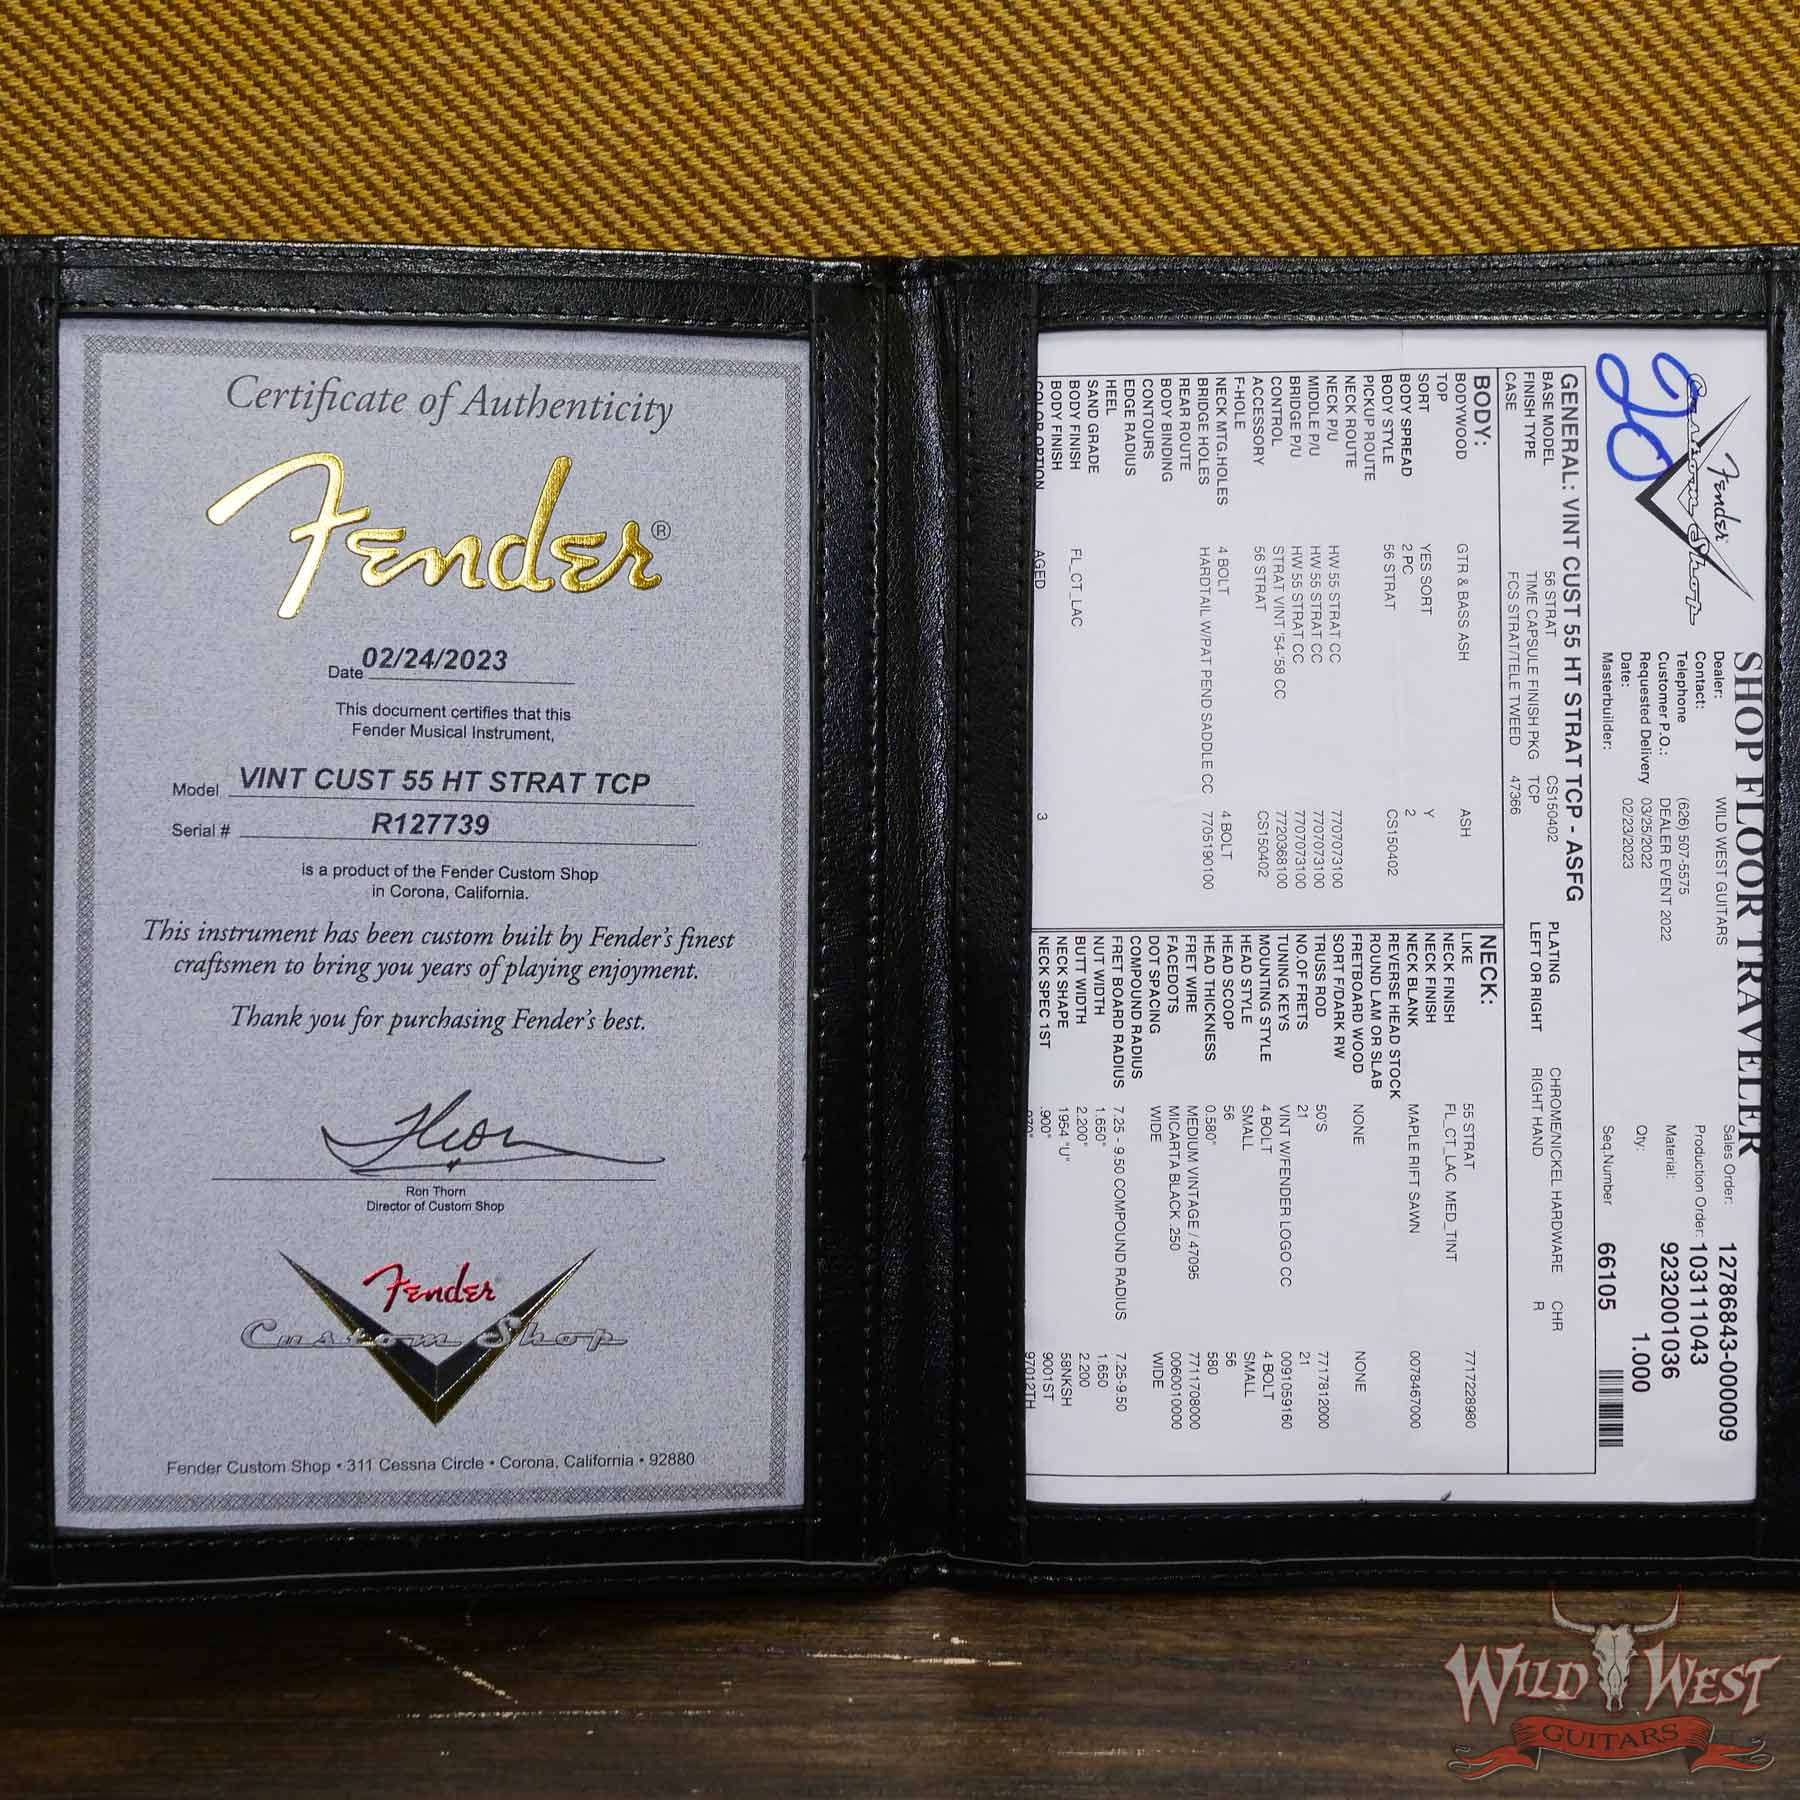 Certificate of Authenticity
Fender®
Date 02/24/2023
This document certifies that this
Fender Musical Instrument,
Model VINT CUST 55 HT STRAT TCP
Serial # R127739
is a product of the Fender Custom Shop
in Corona, California.
This instrument has been custom built by Fender's finest
craftsmen to bring you years of playing enjoyment.
Thank you for purchasing Fender's best.
Ron Thorn
Director of Custom Shop
Fender
Custom Shop
Fender Custom Shop • 311 Cessna Circle • Corona, California • 92880
20
Fender
Custom Shop
SHOP FLOOR TRAVELER
Dealer: WILD WEST GUITARS
Contact:
Telephone (626) 507-5575
Customer P.O.: DEALER EVENT 2022
Requested Delivery 03/25/2022
Date: 02/23/2023
Masterbuilder:
Sales Order: 12786843-000009
Production Order: 103111043
Material: 9232001036
Qty: 1.000
Seq.Number 66105
GENERAL: VINT CUST 55 HT STRAT TCP - ASFG
BASE MODEL 56 STRAT CS150402 PLATING CHROME/NICKEL HARDWARE CHR
FINISH TYPE TIME CAPSULE FINISH PKG TCP LEFT OR RIGHT RIGHT HAND R
CASE FCS STRAT/TELE TWEED 47366
BODY:
BODYWOOD GTR & BASS ASH ASH
TOP
SORT YES SORT Y
BODY SPREAD 2 PC 2
BODY STYLE 56 STRAT CS150402
PICKUP ROUTE
NECK ROUTE
NECK P/U HW 55 STRAT CC 7707073100
MIDDLE P/U HW 55 STRAT CC 7707073100
BRIDGE P/U HW 55 STRAT CC 7707073100
CONTROL STRAT VINT '54-'58 CC 7720368100
ACCESSORY 56 STRAT CS150402
F-HOLE
NECK MTG.HOLES 4 BOLT 4 BOLT
BRIDGE HOLES HARDTAIL W/PAT PEND SADDLE CC 7705190100
REAR ROUTE
BODY BINDING
CONTOURS
EDGE RADIUS
HEEL
SAND GRADE
BODY FINISH FL_CT_LAC
BODY FINISH
COLOR OPTION AGED 3
NECK:
LIKE 55 STRAT 7717228980
NECK FINISH FL_CT_LAC MED_TINT
NECK FINISH
NECK BLANK MAPLE RIFT SAWN 0078467000
REVERSE HEAD STOCK
ROUND LAM OR SLAB
FRETBOARD WOOD NONE NONE
SORT F/DARK RW
TRUSS ROD 50'S 7717812000
NO.OF FRETS 21 21
TUNING KEYS VINT W/FENDER LOGO CC 0091059160
MOUNTING STYLE 4 BOLT 4 BOLT
HEAD STYLE SMALL SMALL
HEAD SCOOP 56 56
HEAD THICKNESS 0.580" 580
FRET WIRE MEDIUM VINTAGE / 47095 7711708000
FACEDOTS MICARTA BLACK .250 0060010000
DOT SPACING WIDE WIDE
COMPOUND RADIUS
FRET BOARD RADIUS 7.25 - 9.50 COMPOUND RADIUS 7.25-9.50
NUT WIDTH 1.650" 1.650
BUTT WIDTH 2.200" 2.200
NECK SHAPE 1954 "U" 58NKSH
NECK SPEC 1ST .900" 9001ST
97012TH
WILD WEST
GUITARS